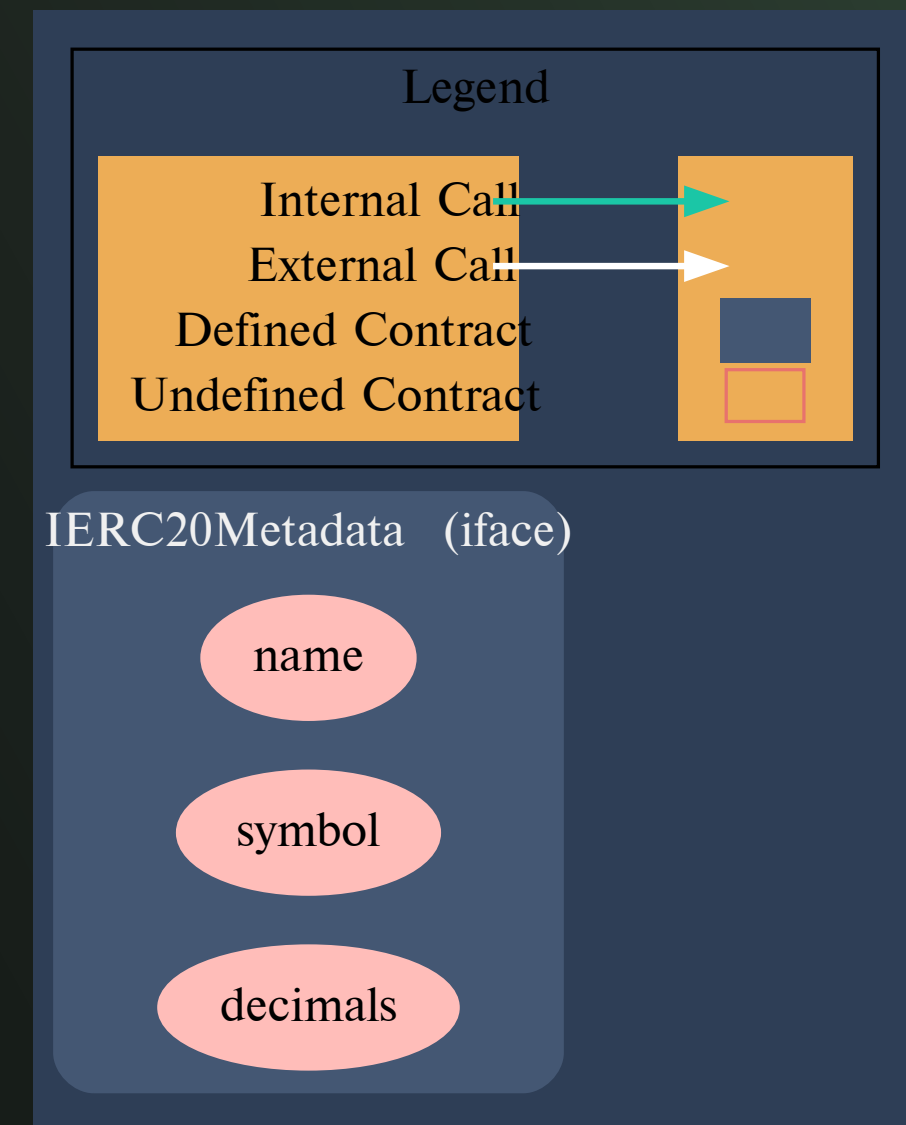 Legend
Internal Call
External Call
Defined Contract
Undefined Contract
IERC20Metadata (iface)
name
symbol
decimals